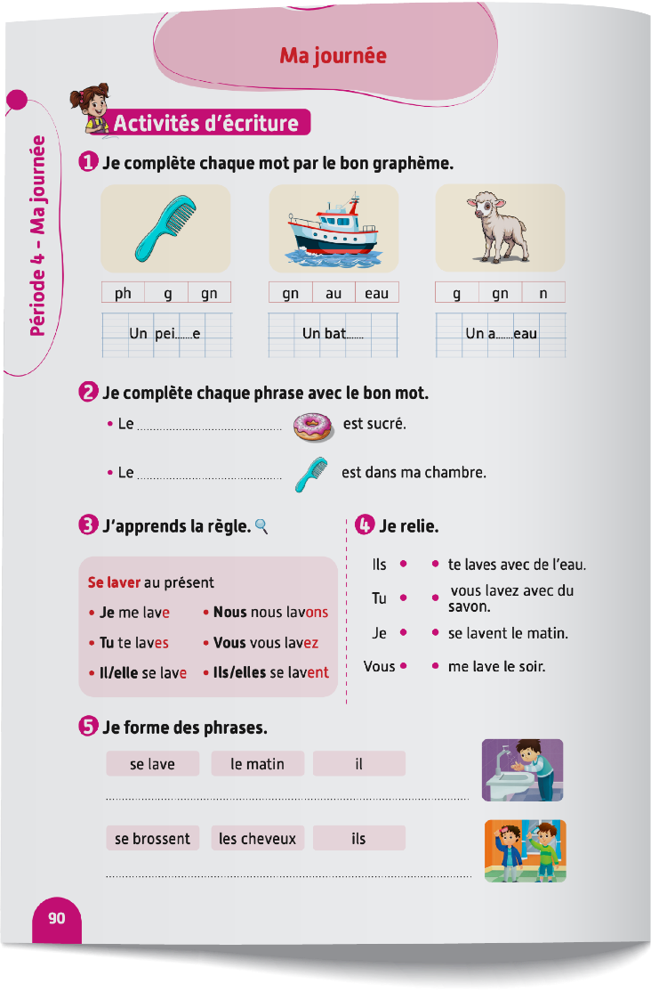 Ma journée
Période 4 - Ma journée
Activités d'écriture
1 Je complète chaque mot par le bon graphème.
ph g gn
gn au eau
g gn n
Un pei......e
Un bat......
Un a......eau
2 Je complète chaque phrase avec le bon mot.
• Le ........................................ est sucré.
• Le ........................................ est dans ma chambre.
3 J'apprends la règle.
Se laver au présent
• Je me lave • Nous nous lavons
• Tu te laves • Vous vous lavez
• Il/elle se lave • Ils/elles se lavent
4 Je relie.
Ils • • te laves avec de l'eau.
Tu • • vous lavez avec du
savon.
Je • • se lavent le matin.
Vous • • me lave le soir.
5 Je forme des phrases.
se lave le matin il
se brossent les cheveux ils
90